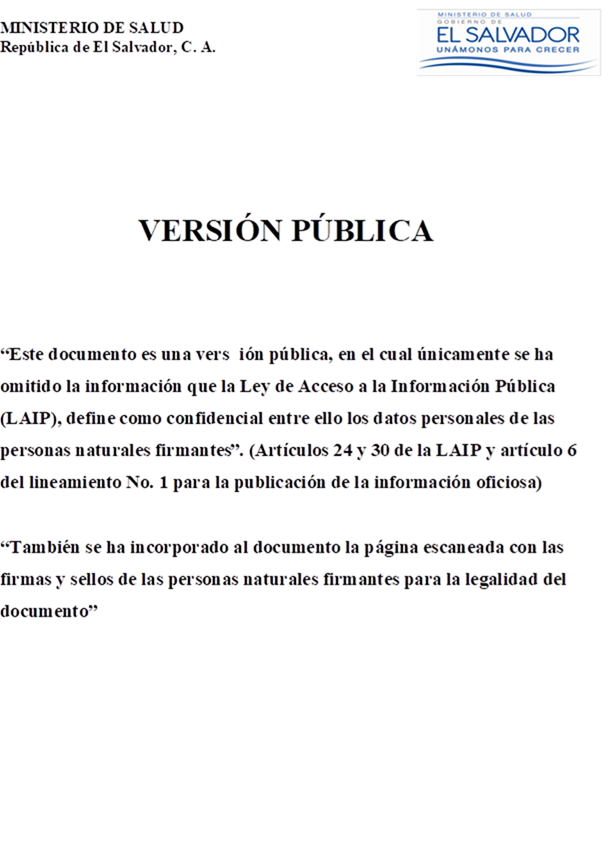 MINISTERIO DE SALUD
República de El Salvador, C. A.
MINISTERIO DE SALUD
GOBIERNO DE
EL SALVADOR
UNÁMONOS PARA CRECER
VERSIÓN PÚBLICA
“Este documento es una vers  ión pública, en el cual únicamente se ha
omitido la información que la Ley de Acceso a la Información Pública
(LAIP), define como confidencial entre ello los datos personales de las
personas naturales firmantes”. (Artículos 24 y 30 de la LAIP y artículo 6
del lineamiento No. 1 para la publicación de la información oficiosa)
“También se ha incorporado al documento la página escaneada con las
firmas y sellos de las personas naturales firmantes para la legalidad del
documento”